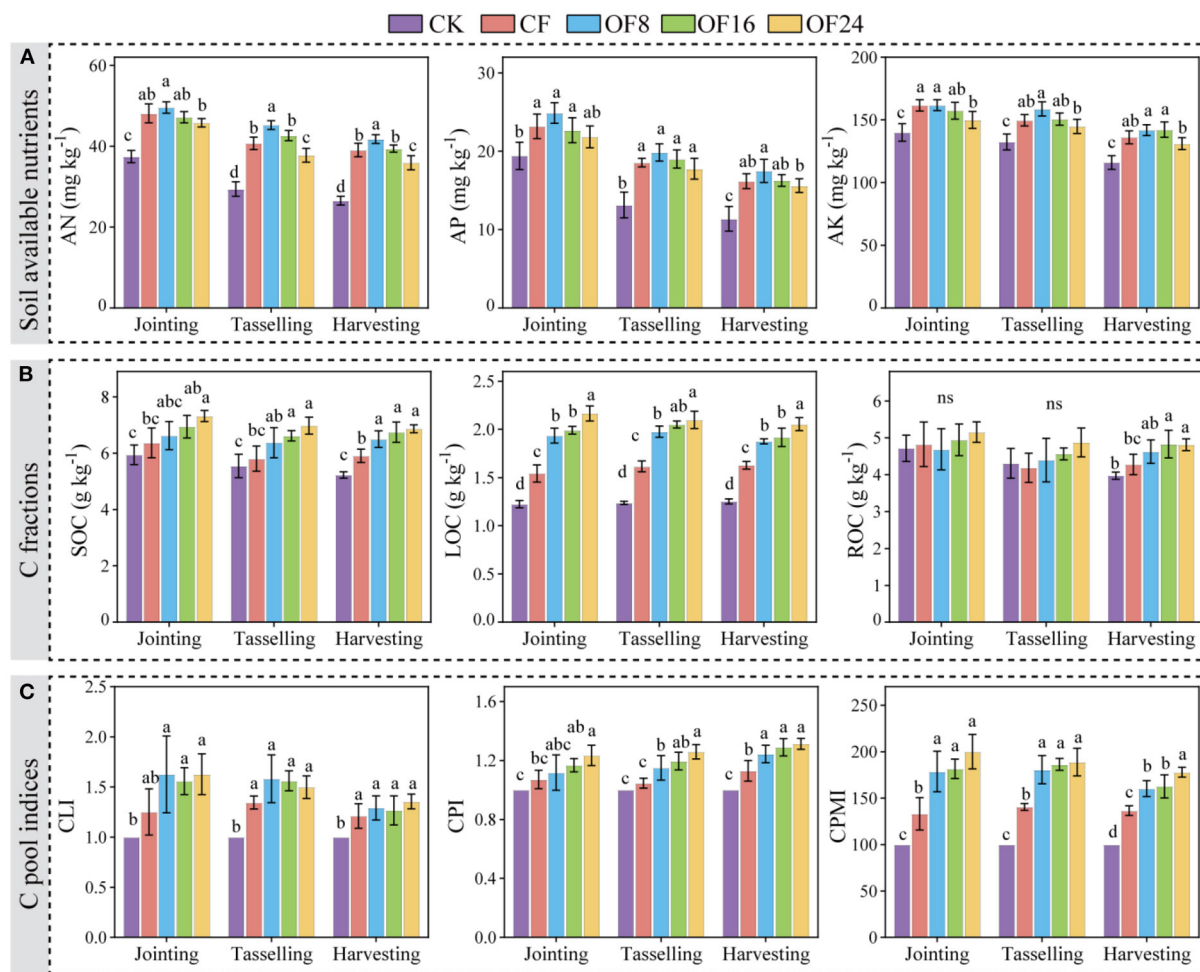 CK CF OF8 OF16 OF24
A
Soil available nutrients
AN (mg kg-1)
60
40
20
0
c ab a ab b
d b a b c
d b a b c
Jointing Tasselling Harvesting
AP (mg kg-1)
30
20
10
0
b a a a ab
b a a a a
c ab a ab b
Jointing Tasselling Harvesting
AK (mg kg-1)
200
150
100
50
0
c a a ab b
c ab a ab b
c ab a a b
Jointing Tasselling Harvesting
B
C fractions
SOC (g kg-1)
8
6
4
2
0
c bc abc ab a
c bc ab a a
c b a a a
Jointing Tasselling Harvesting
LOC (g kg-1)
2.5
2.0
1.5
1.0
0.5
0.0
d c b b a
d c b ab a
d c b b a
Jointing Tasselling Harvesting
ROC (g kg-1)
6
5
4
3
2
1
0
ns
ns
b bc ab a a
Jointing Tasselling Harvesting
C
C pool indices
CLI
2.5
2.0
1.5
1.0
0.5
0.0
b ab a a a
b a a a a
b a a a a
Jointing Tasselling Harvesting
CPI
1.6
1.2
0.8
0.4
0.0
c bc abc ab a
c c b ab a
c b a a a
Jointing Tasselling Harvesting
CPMI
250
200
150
100
50
0
c b a a a
c b a a a
d c b b a
Jointing Tasselling Harvesting